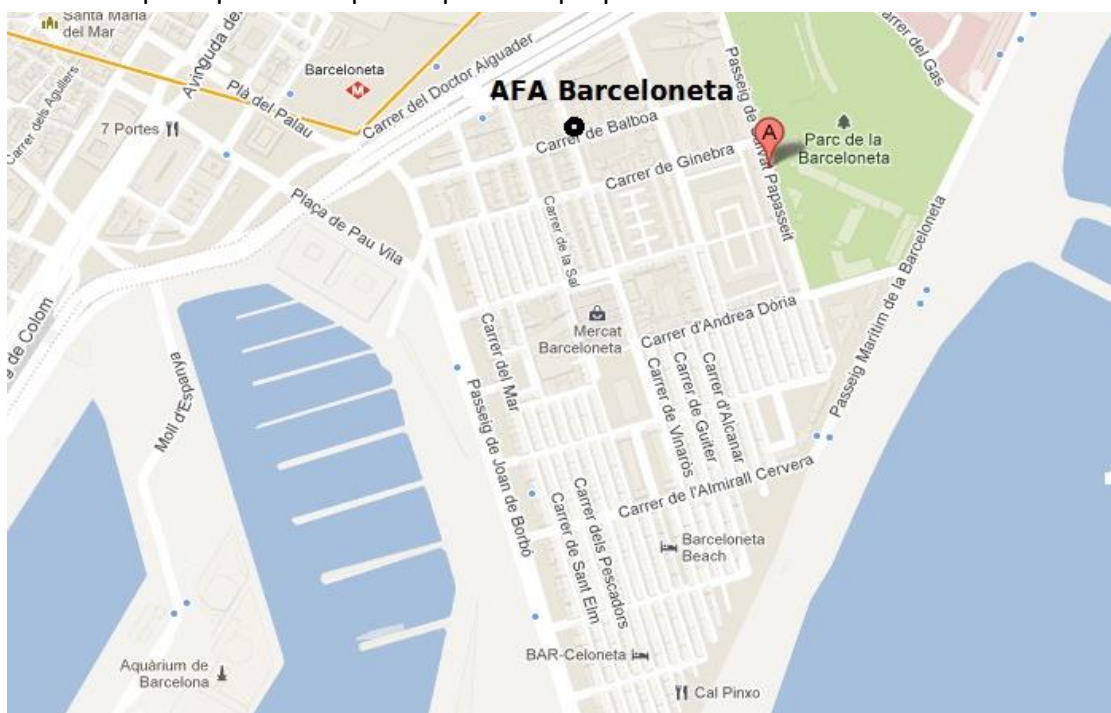 Santa Maria
del Mar
Avinguda de
Carrer del Gas
Carrer del Doctor Aiguader
Barceloneta
M
Passeig de Salvat Papasseit
AFA Barceloneta
Carrer dels Agullers
Plà del Palau
7 Portes
Carrer de Balboa
A
Parc de la
Barceloneta
Carrer de Ginebra
Plaça de Pau Vila
Carrer de la Sal
Passeig Marítim de la Barceloneta
de Colom
Mercat
Barceloneta
Carrer d'Andrea Dòria
Carrer del Mar
Moll d'Espanya
Passeig de Joan de Borbó
Carrer de Vinaròs
Carrer de Guiter
Carrer d'Alcanar
Carrer de l'Almirall Cervera
Carrer dels Pescadors
Carrer de Sant Elm
Barceloneta
Beach
BAR-Celoneta
Aquàrium de
Barcelona
Cal Pinxo